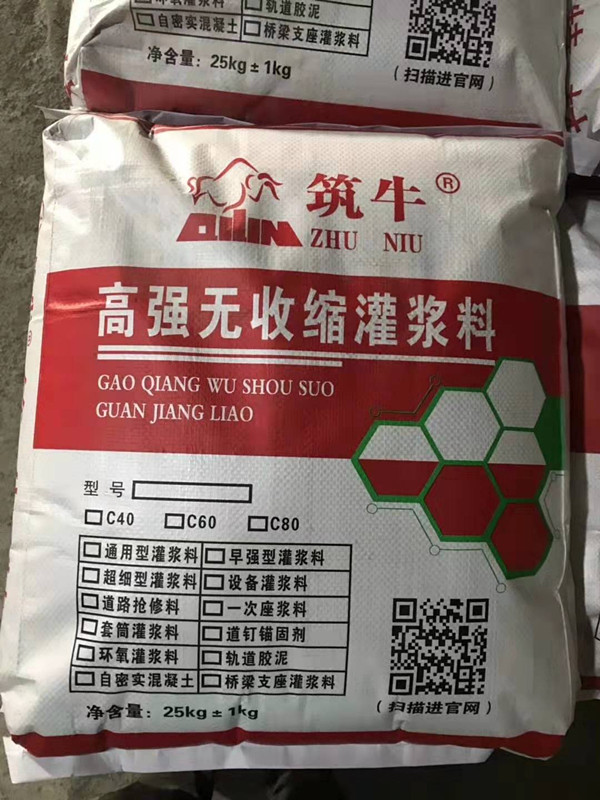 轨道胶泥
自密实混凝土 桥梁支座灌浆料
净含量：25kg±1kg
（扫描进官网）
筑牛®
ZHU NIU
高强无收缩灌浆料
GAO QIANG WU SHOU SUO
GUAN JIANG LIAO
型号
C40 C60 C80
通用型灌浆料 早强型灌浆料
超细型灌浆料 设备灌浆料
道路抢修料 一次座浆料
套筒灌浆料 道钉锚固剂
环氧灌浆料 轨道胶泥
自密实混凝土 桥梁支座灌浆料
净含量：25kg±1kg
（扫描进官网）